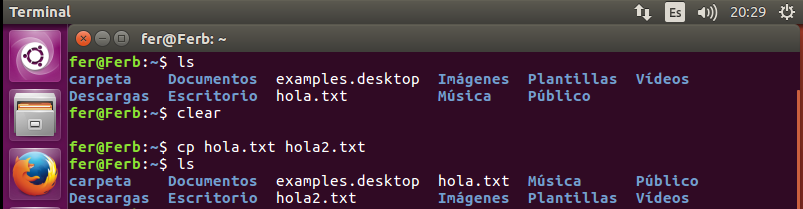 Terminal Es 20:29
fer@Ferb: ~
fer@Ferb:~$ ls
carpeta Documentos examples.desktop Imágenes Plantillas Vídeos
Descargas Escritorio hola.txt Música Público
fer@Ferb:~$ clear
fer@Ferb:~$ cp hola.txt hola2.txt
fer@Ferb:~$ ls
carpeta Documentos examples.desktop hola.txt Música Público
Descargas Escritorio hola2.txt Imágenes Plantillas Vídeos